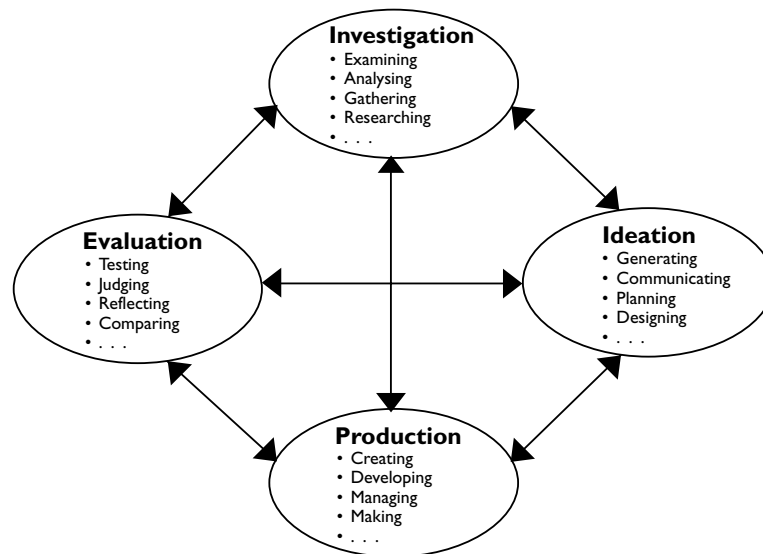 Investigation
• Examining
• Analysing
• Gathering
• Researching
• . . .
Evaluation
• Testing
• Judging
• Reflecting
• Comparing
• . . .
Ideation
• Generating
• Communicating
• Planning
• Designing
• . . .
Production
• Creating
• Developing
• Managing
• Making
• . . .